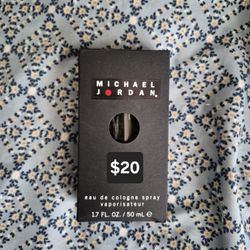 MICHAEL
JORDAN
$20
eau de cologne spray
vaporisateur
1.7 FL. OZ. / 50 mL e